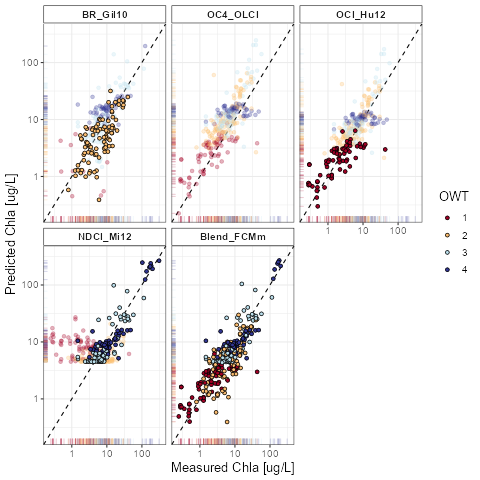 BR_Gil10 OC4_OLCI OCI_Hu12
100
10
1
1 10 100
NDCI_Mi12 Blend_FCMm
100
10
1
1 10 100 1 10 100
Predicted Chla [ug/L]
Measured Chla [ug/L]
OWT
1
2
3
4